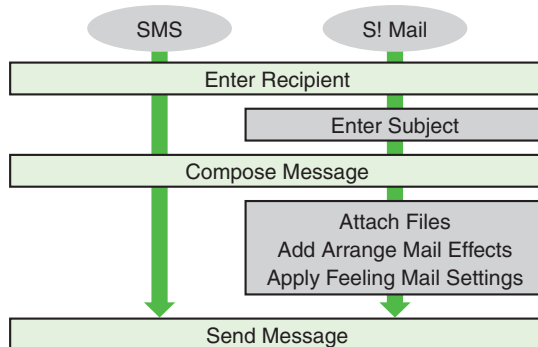 SMS
S! Mail
Enter Recipient
Enter Subject
Compose Message
Attach Files
Add Arrange Mail Effects
Apply Feeling Mail Settings
Send Message